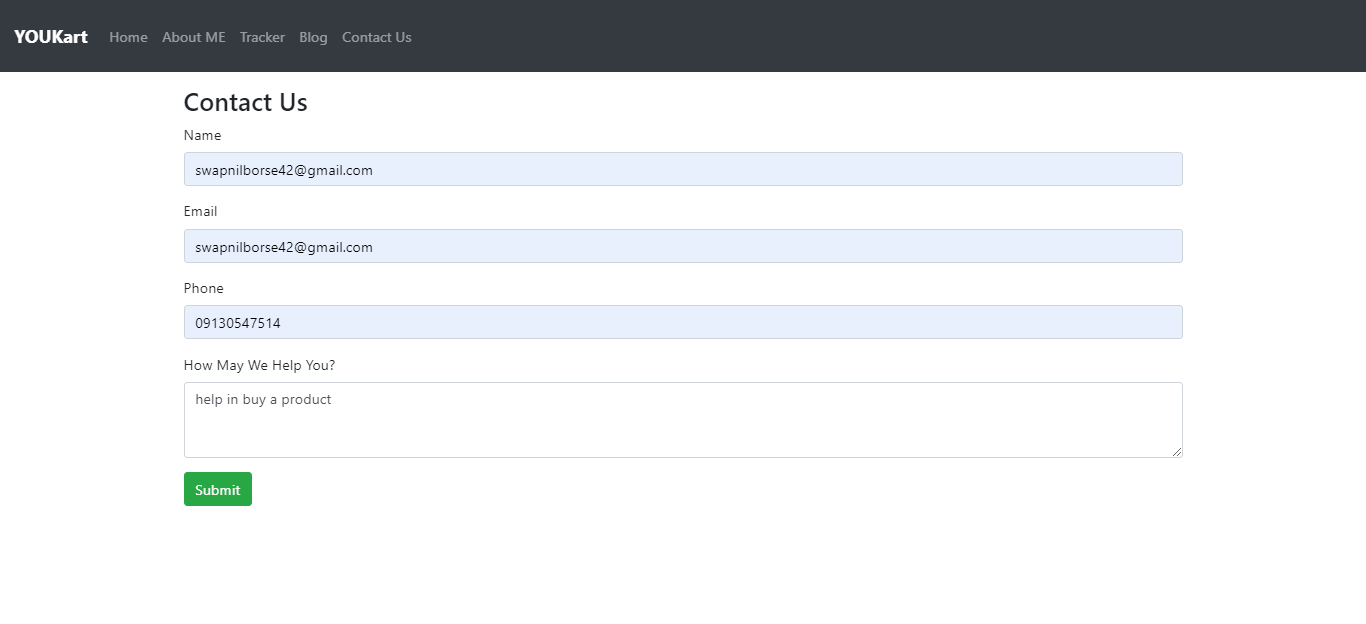 YOUKart Home About ME Tracker Blog Contact Us
Contact Us
Name
swapnilborse42@gmail.com
Email
swapnilborse42@gmail.com
Phone
09130547514
How May We Help You?
help in buy a product
Submit